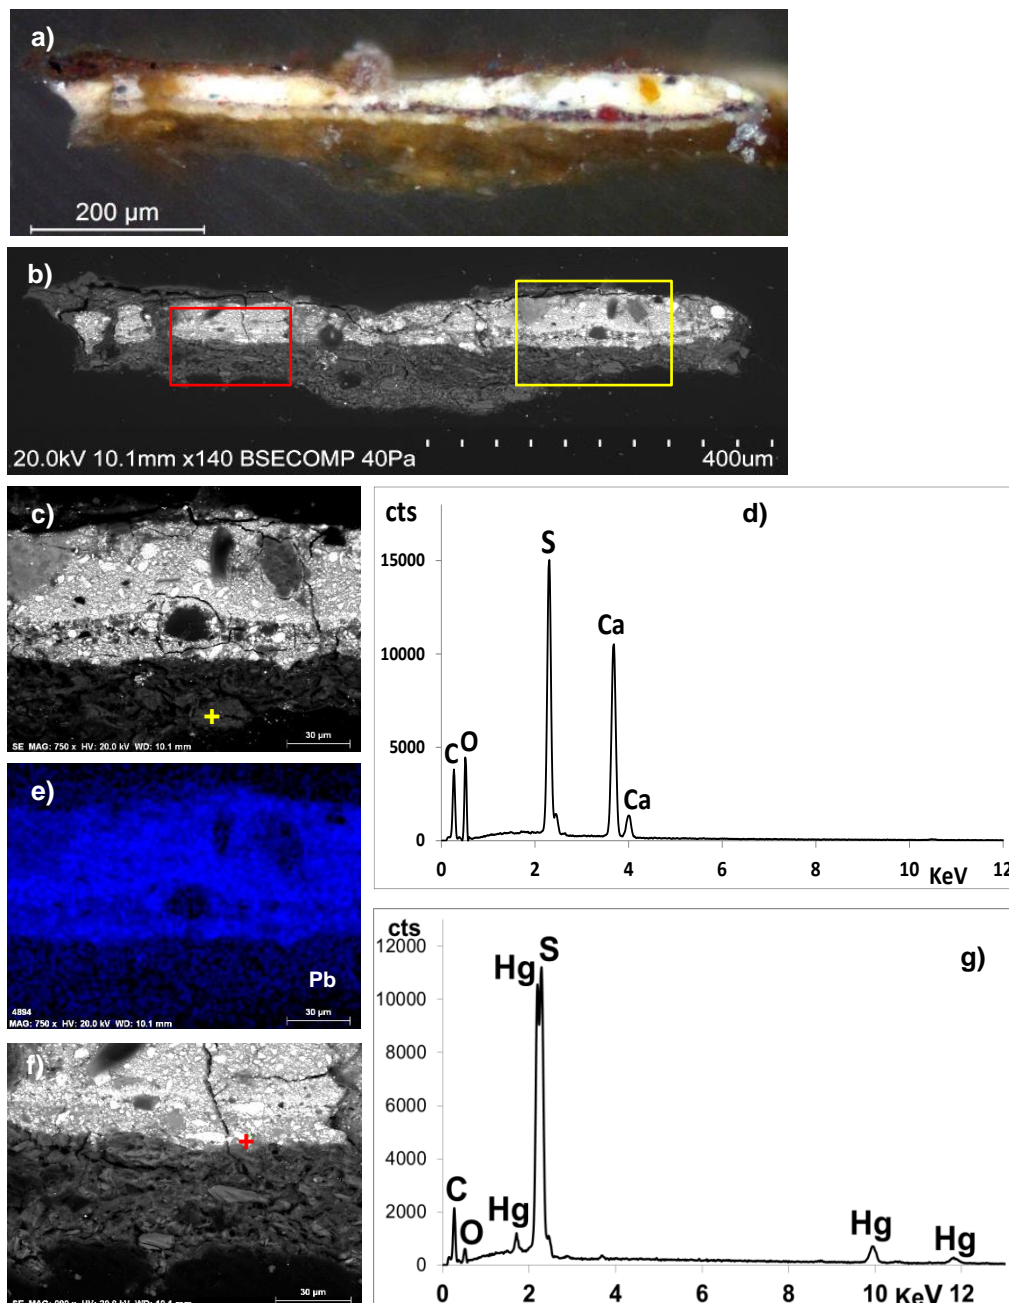 a)
200 µm
b)
20.0kV 10.1mm x140 BSECOMP 40Pa
400um
c)
SE MAG: 750 x HV: 20.0 kV WD: 10.1 mm
30 µm
cts
d)
S
15000
Ca
10000
5000
C
O
Ca
0
0 2 4 6 8 10 KeV 12
e)
Pb
4894
MAG: 750 x HV: 20.0 kV WD: 10.1 mm
30 µm
f)
30 µm
cts
g)
12000
Hg
S
10000
8000
6000
4000
2000
C
O
Hg
Hg
Hg
0
0 2 4 6 8 10 KeV 12